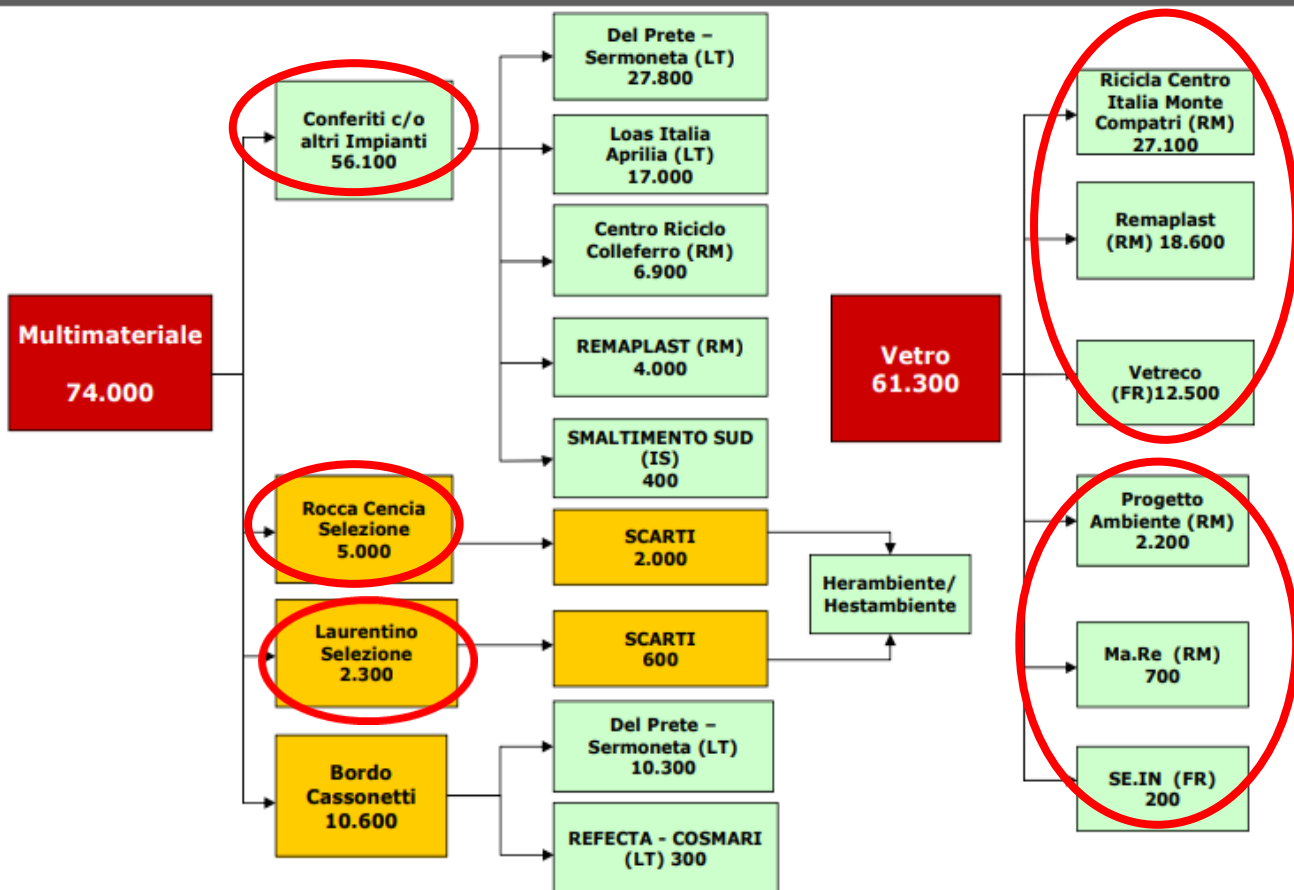 Multimateriale
74.000
Conferiti c/o
altri Impianti
56.100
Del Prete –
Sermoneta (LT)
27.800
Loas Italia
Aprilia (LT)
17.000
Centro Riciclo
Colleferro (RM)
6.900
REMAPLAST (RM)
4.000
SMALTIMENTO SUD
(IS)
400
Rocca Cencia
Selezione
5.000
SCARTI
2.000
Laurentino
Selezione
2.300
SCARTI
600
Herambiente/
Hestambiente
Bordo
Cassonetti
10.600
Del Prete –
Sermoneta (LT)
10.300
REFECTA - COSMARI
(LT) 300
Vetro
61.300
Ricicla Centro
Italia Monte
Compatri (RM)
27.100
Remaplast
(RM) 18.600
Vetreco
(FR)12.500
Progetto
Ambiente (RM)
2.200
Ma.Re (RM)
700
SE.IN (FR)
200